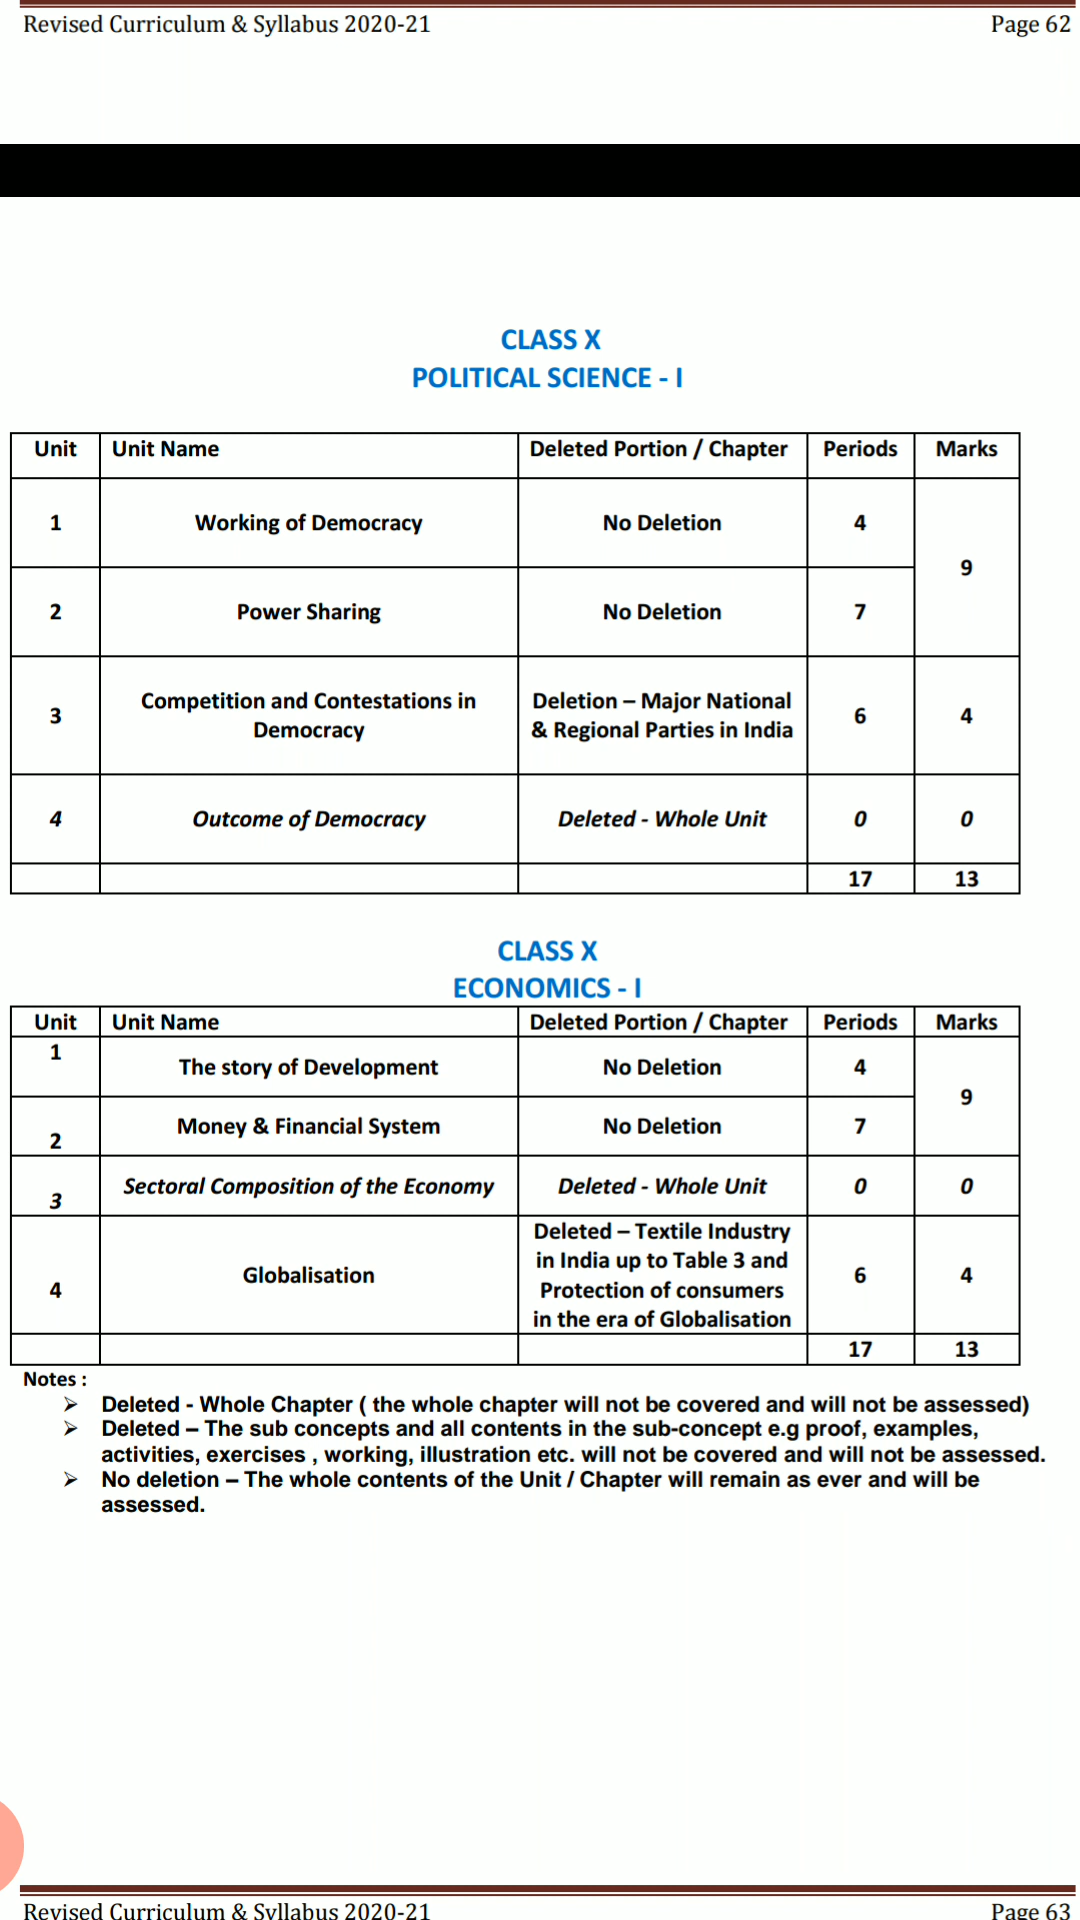 Revised Curriculum & Syllabus 2020-21 Page 62
CLASS X
POLITICAL SCIENCE - I
Unit Unit Name Deleted Portion / Chapter Periods Marks
1 Working of Democracy No Deletion 4
9
2 Power Sharing No Deletion 7
Competition and Contestations in Deletion – Major National
3 6 4
Democracy & Regional Parties in India
4 Outcome of Democracy Deleted - Whole Unit 0 0
17 13
CLASS X
ECONOMICS - I
Unit Unit Name Deleted Portion / Chapter Periods Marks
1
The story of Development No Deletion 4
9
Money & Financial System No Deletion 7
2
Sectoral Composition of the Economy Deleted - Whole Unit 0 0
3
Deleted – Textile Industry
in India up to Table 3 and
Globalisation 6 4
4 Protection of consumers
in the era of Globalisation
17 13
Notes :
➢ Deleted - Whole Chapter ( the whole chapter will not be covered and will not be assessed)
➢ Deleted – The sub concepts and all contents in the sub-concept e.g proof, examples,
activities, exercises , working, illustration etc. will not be covered and will not be assessed.
➢ No deletion – The whole contents of the Unit / Chapter will remain as ever and will be
assessed.
Revised Curriculum & Syllabus 2020-21 Page 63